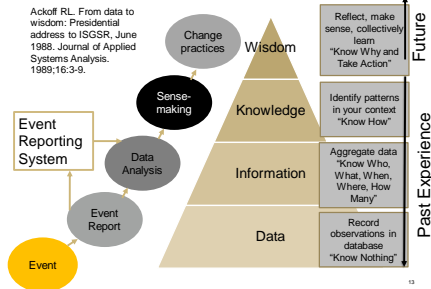 Ackoff RL. From data to
wisdom: Presidential
address to ISGSR, June
1988. Journal of Applied
Systems Analysis.
1989;16:3-9.
Change
practices
Sense-
making
Event
Reporting
System
Data
Analysis
Event
Report
Event
Wisdom
Knowledge
Information
Data
Reflect, make
sense, collectively
learn
“Know Why and
Take Action”
Identify patterns
in your context
“Know How”
Aggregate data
“Know Who,
What, When,
Where, How
Many”
Record
observations in
database
“Know Nothing”
Future
Past Experience
13